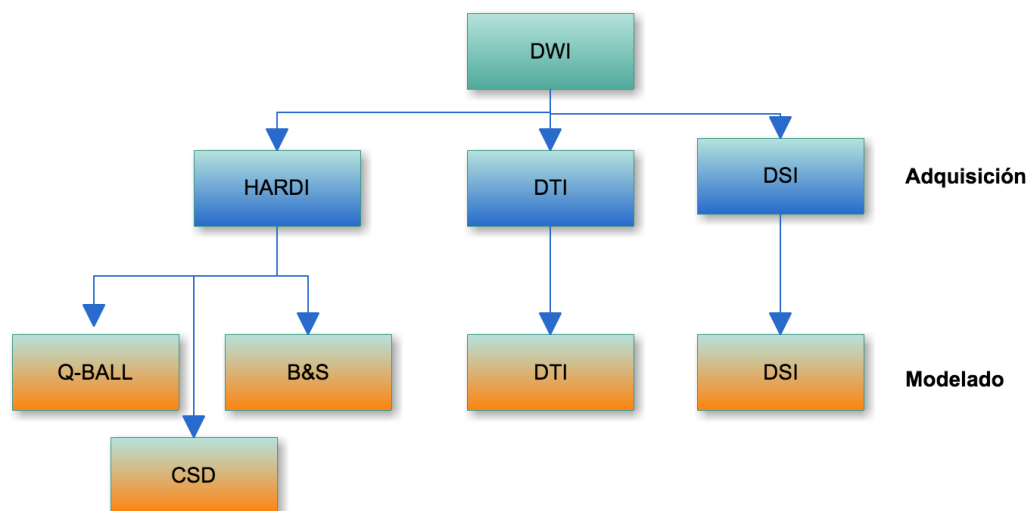 DWI
HARDI
DTI
DSI
Adquisición
Q-BALL
B&S
DTI
DSI
Modelado
CSD